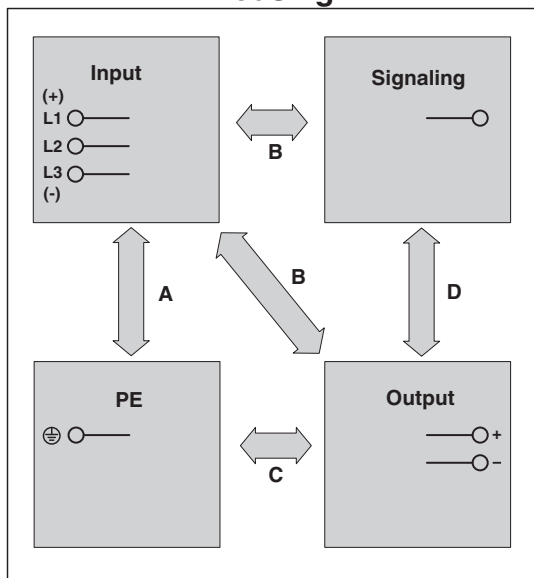 Input
(+)
L1
L2
L3
(-)
B
Signaling
A
B
D
PE
C
Output
+
–